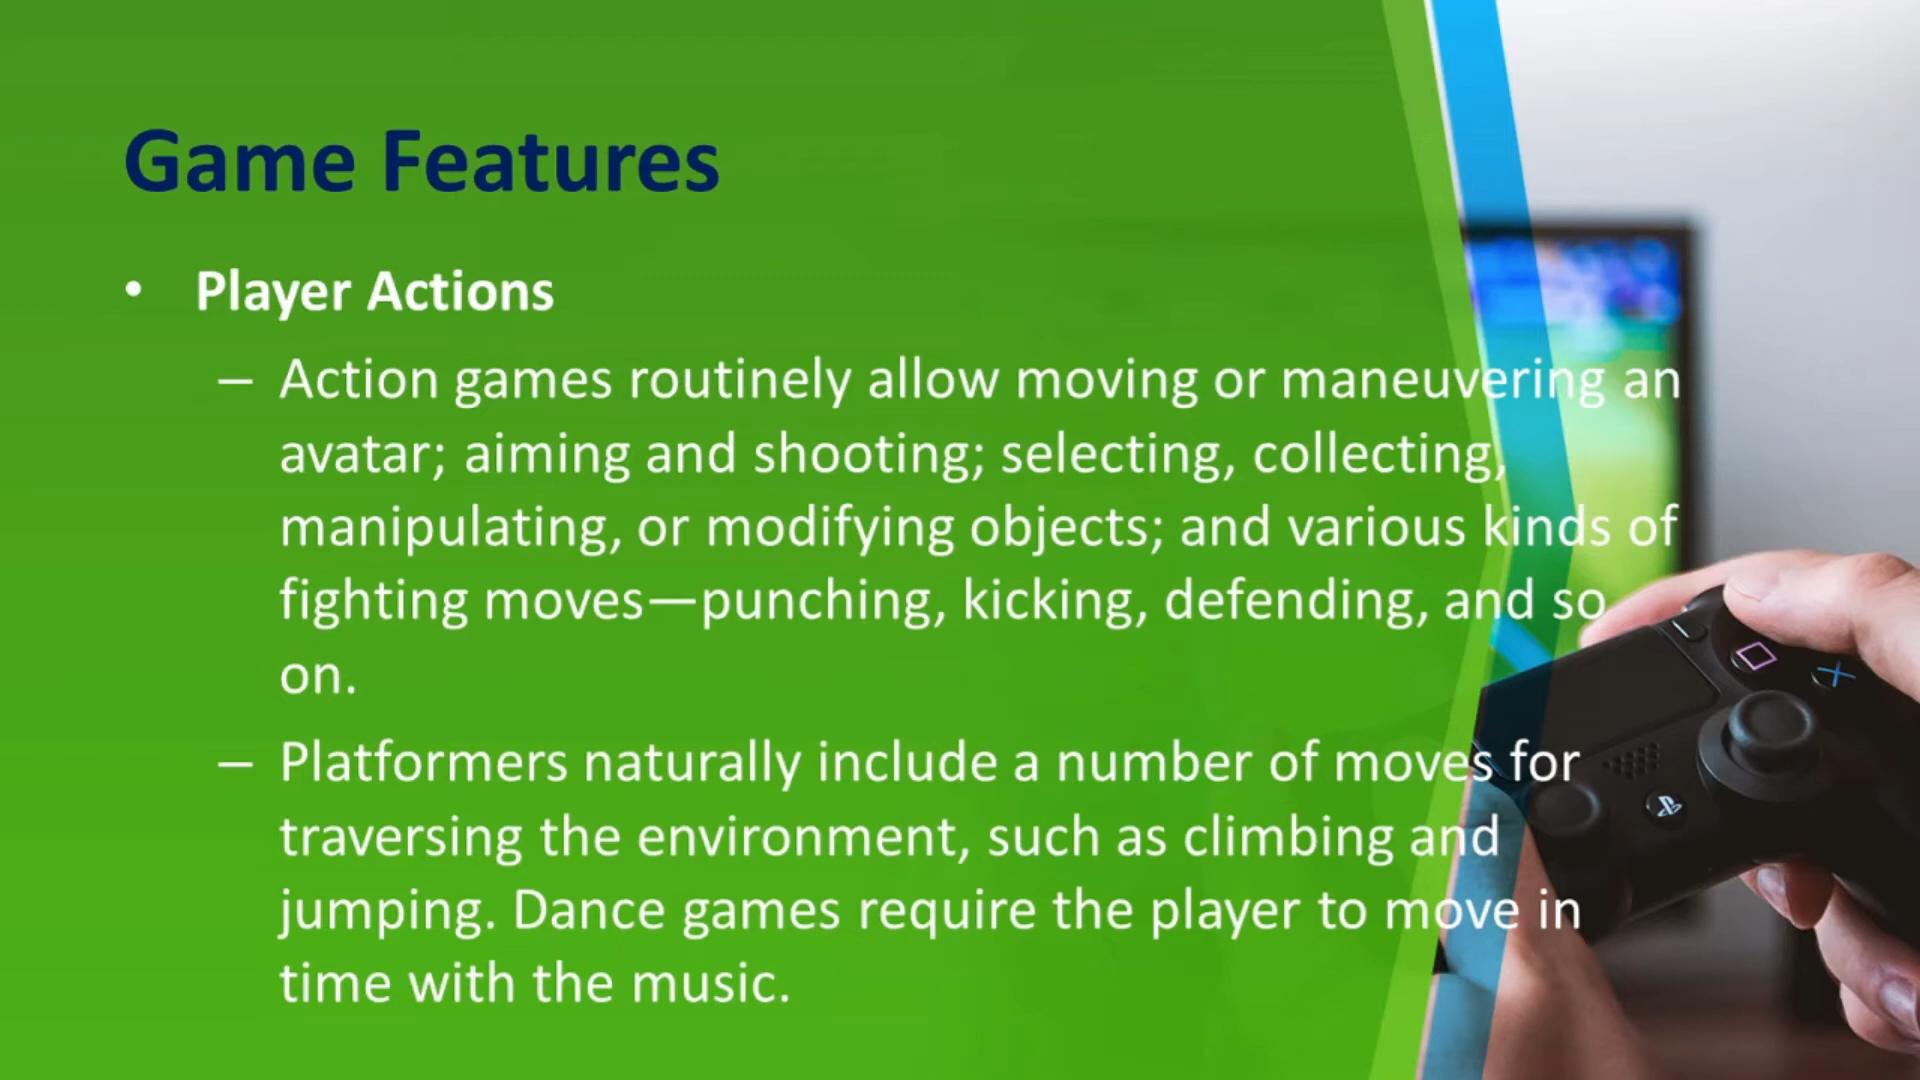 Game Features
• Player Actions
– Action games routinely allow moving or maneuvering an
avatar; aiming and shooting; selecting, collecting,
manipulating, or modifying objects; and various kinds of
fighting moves—punching, kicking, defending, and so
on.
– Platformers naturally include a number of moves for
traversing the environment, such as climbing and
jumping. Dance games require the player to move in
time with the music.